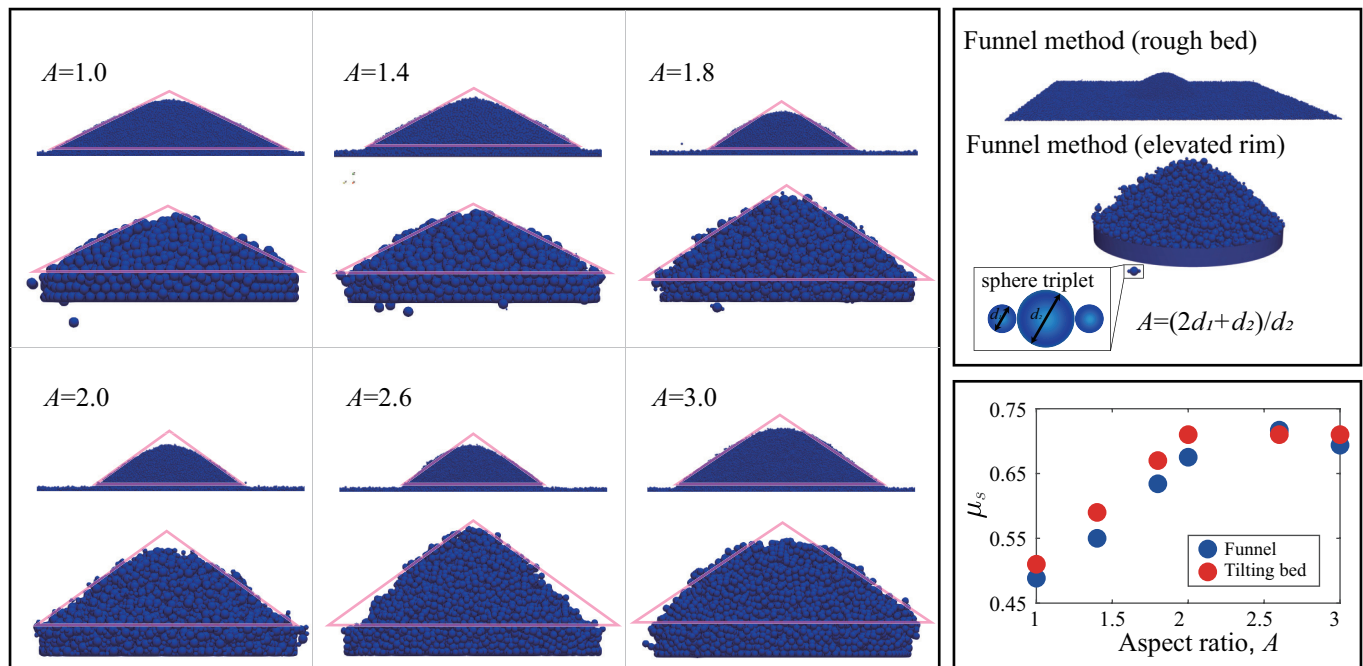 A=1.0
A=1.4
A=1.8
A=2.0
A=2.6
A=3.0
Funnel method (rough bed)
Funnel method (elevated rim)
sphere triplet
d₁
d₂
A=(2d₁+d₂)/d₂
0.75
0.65
0.55
0.45
μₛ
Funnel
Tilting bed
1 1.5 2 2.5 3
Aspect ratio, A